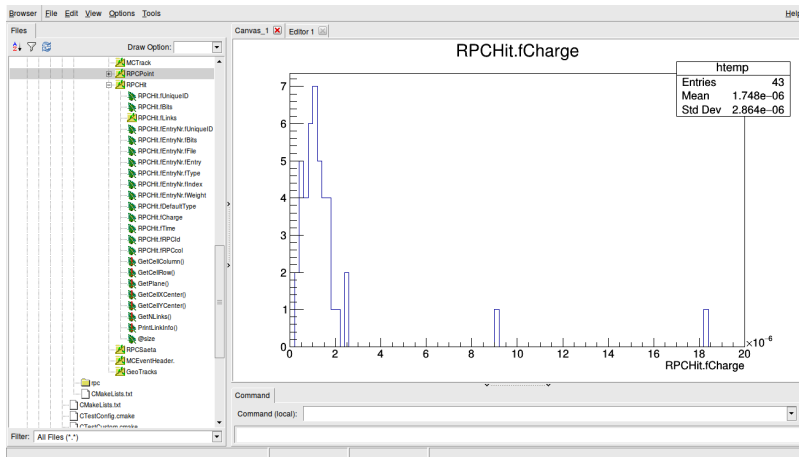 Browser File Edit View Options Tools Help
Files
Draw Option:
MCTrack
RPCPoint
RPCHit
RPCHit.fUniqueID
RPCHit.fBits
RPCHit.fLinks
RPCHit.fEntryNr.fUniqueID
RPCHit.fEntryNr.fBits
RPCHit.fEntryNr.fFile
RPCHit.fEntryNr.fEntry
RPCHit.fEntryNr.fType
RPCHit.fEntryNr.fIndex
RPCHit.fEntryNr.fWeight
RPCHit.fDefaultType
RPCHit.fCharge
RPCHit.fTime
RPCHit.fRPCId
RPCHit.fRPCcol
GetCellColumn()
GetCellRow()
GetPlane()
GetCellXCenter()
GetCellYCenter()
GetNLinks()
PrintLinkInfo()
@size
RPCSaeta
MCEventHeader.
GeoTracks
rpc
CMakeLists.txt
CMakeLists.txt
CTestConfig.cmake
CTestCustom.cmake
Filter: All Files (*.*)
Canvas_1 Editor 1
RPCHit.fCharge
htemp
Entries 43
Mean 1.748e-06
Std Dev 2.864e-06
7
6
5
4
3
2
1
0
0 2 4 6 8 10 12 14 16 18 20
×10-6
RPCHit.fCharge
Command
Command (local):